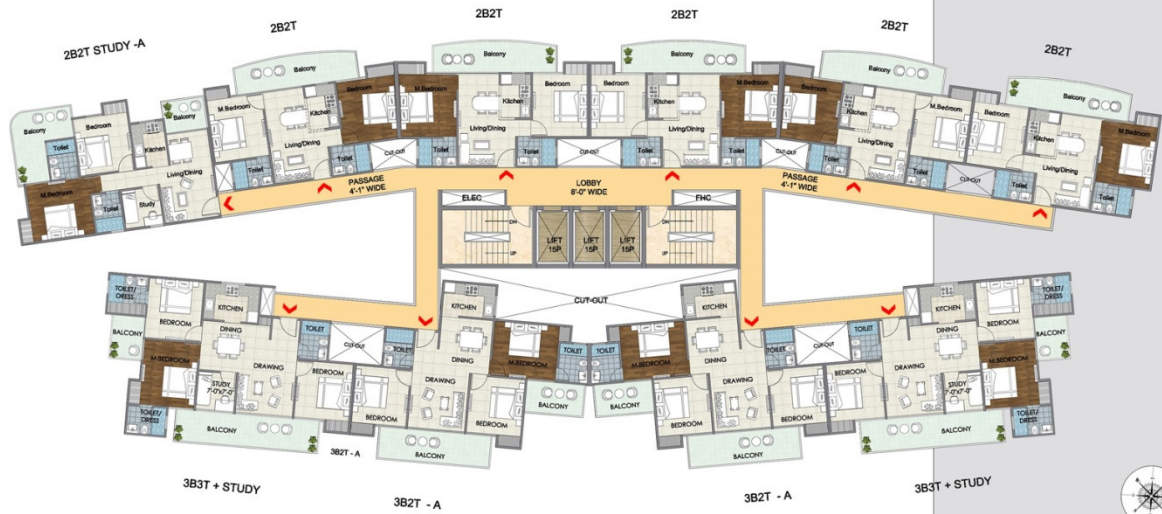 2B2T STUDY -A
2B2T
2B2T
2B2T
2B2T
2B2T
Balcony
Toilet
Bedroom
M.Bedroom
Toilet
Study
Kitchen
Balcony
Living/Dining
Balcony
M.Bedroom
Kitchen
Living/Dining
Toilet
Toilet
Bedroom
CUT-OUT
M.Bedroom
Toilet
Balcony
Kitchen
Living/Dining
Bedroom
Toilet
CUT-OUT
Balcony
Bedroom
Kitchen
Living/Dining
Toilet
M.Bedroom
Toilet
CUT-OUT
Balcony
Bedroom
Kitchen
Living/Dining
Toilet
M.Bedroom
Toilet
CUT-OUT
Balcony
Bedroom
Kitchen
Living/Dining
Toilet
M.Bedroom
Toilet
PASSAGE
4'-1" WIDE
LOBBY
8'-0" WIDE
PASSAGE
4'-1" WIDE
ELEC
FHC
DN
UP
LIFT
15P
LIFT
15P
LIFT
15P
DN
UP
CUT-OUT
TOILET/
DRESS
BEDROOM
KITCHEN
DINING
BALCONY
M.BEDROOM
STUDY
7'-0"x7'-0"
DRAWING
TOILET/
DRESS
BALCONY
TOILET
BEDROOM
CUT-OUT
TOILET
KITCHEN
DINING
DRAWING
BEDROOM
M.BEDROOM
TOILET
BEDROOM
BALCONY
BALCONY
TOILET
M.BEDROOM
KITCHEN
DINING
DRAWING
BALCONY
BEDROOM
BALCONY
BEDROOM
TOILET
CUT-OUT
TOILET
BEDROOM
KITCHEN
DINING
DRAWING
BEDROOM
TOILET/
DRESS
BALCONY
M.BEDROOM
STUDY
7'-0"x7'-0"
TOILET/
DRESS
BALCONY
3B2T - A
3B3T + STUDY
3B2T - A
3B2T - A
3B3T + STUDY